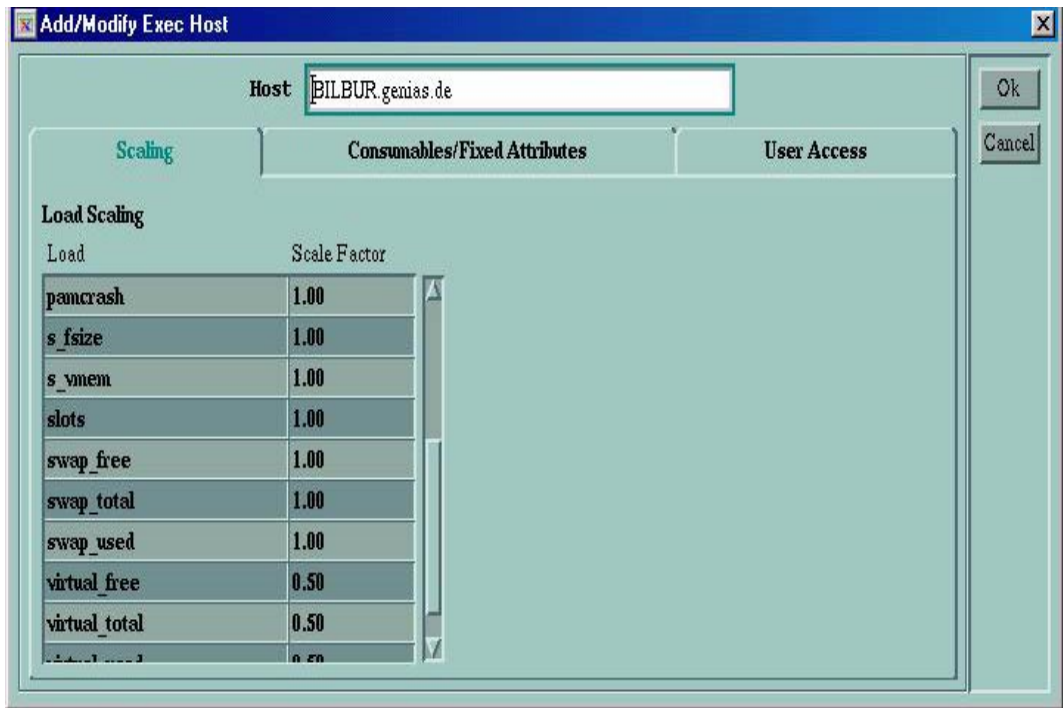 Add/Modify Exec Host
Host BILBUR.genias.de
Ok
Cancel
Scaling Consumables/Fixed Attributes User Access
Load Scaling
Load Scale Factor
pamcrash 1.00
s_fsize 1.00
s_vmem 1.00
slots 1.00
swap_free 1.00
swap_total 1.00
swap_used 1.00
virtual_free 0.50
virtual_total 0.50